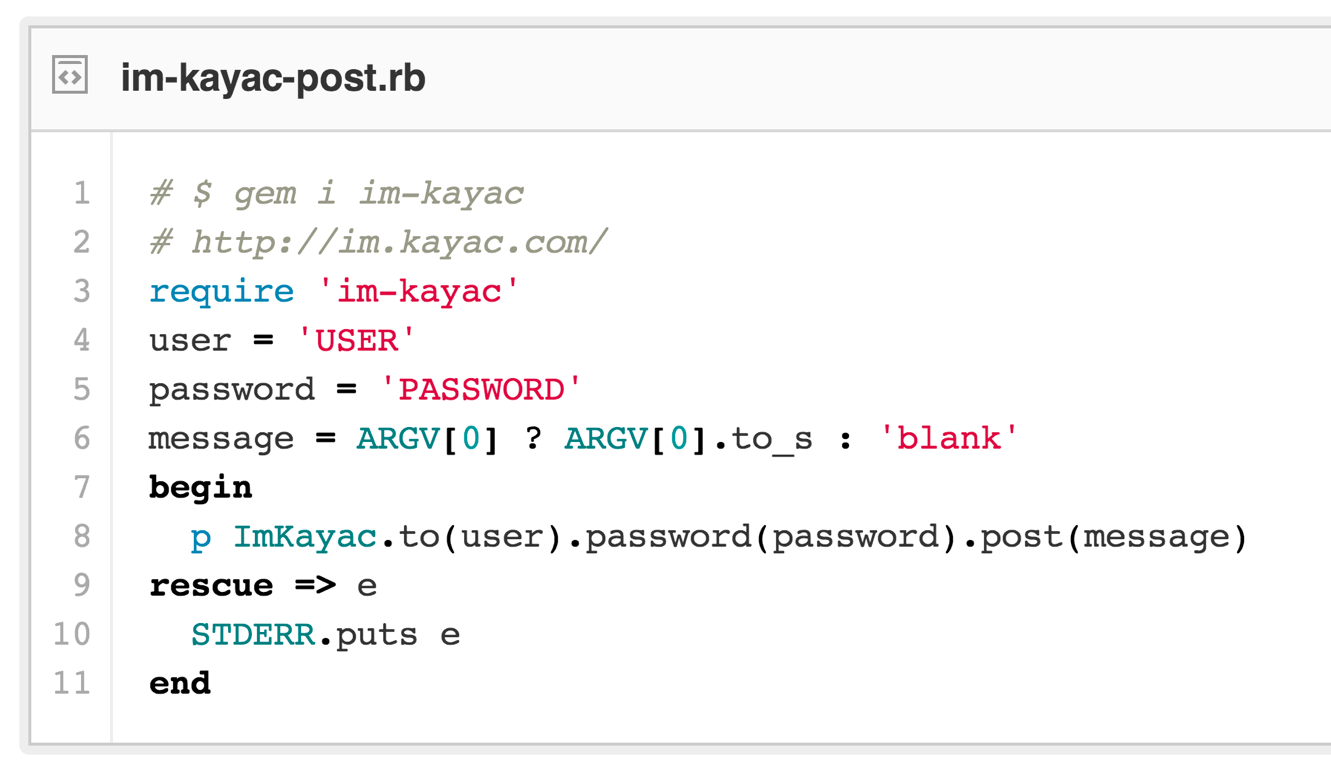 im-kayac-post.rb
1 # $ gem i im-kayac
2 # http://im.kayac.com/
3 require 'im-kayac'
4 user = 'USER'
5 password = 'PASSWORD'
6 message = ARGV[0] ? ARGV[0].to_s : 'blank'
7 begin
8   p ImKayac.to(user).password(password).post(message)
9 rescue => e
10   STDERR.puts e
11 end